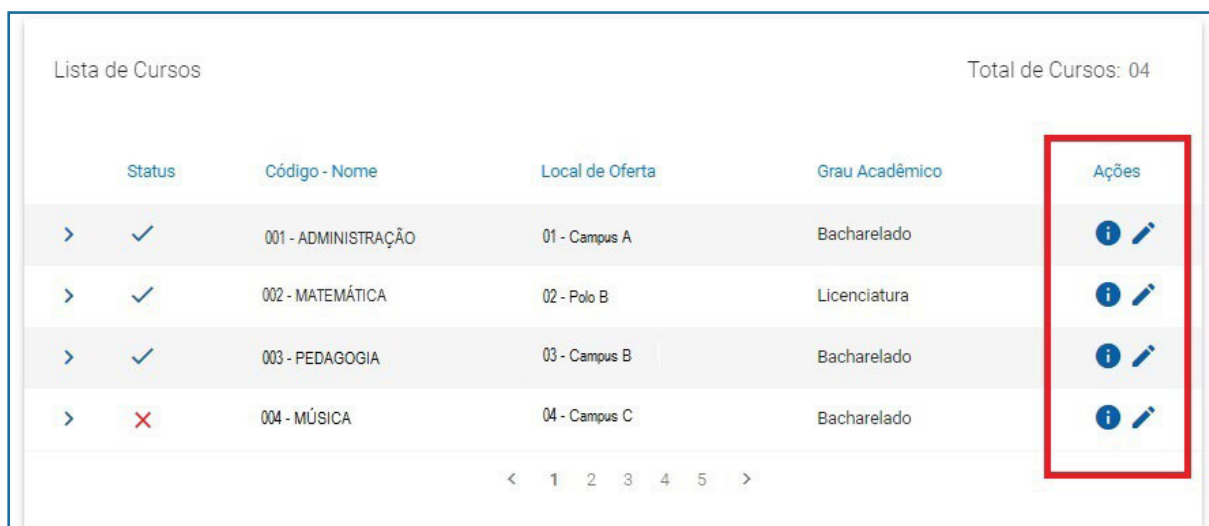 Lista de Cursos Total de Cursos: 04
Status Código - Nome Local de Oferta Grau Acadêmico Ações
001 - ADMINISTRAÇÃO 01 - Campus A Bacharelado
002 - MATEMÁTICA 02 - Polo B Licenciatura
003 - PEDAGOGIA 03 - Campus B Bacharelado
004 - MÚSICA 04 - Campus C Bacharelado
< 1 2 3 4 5 >